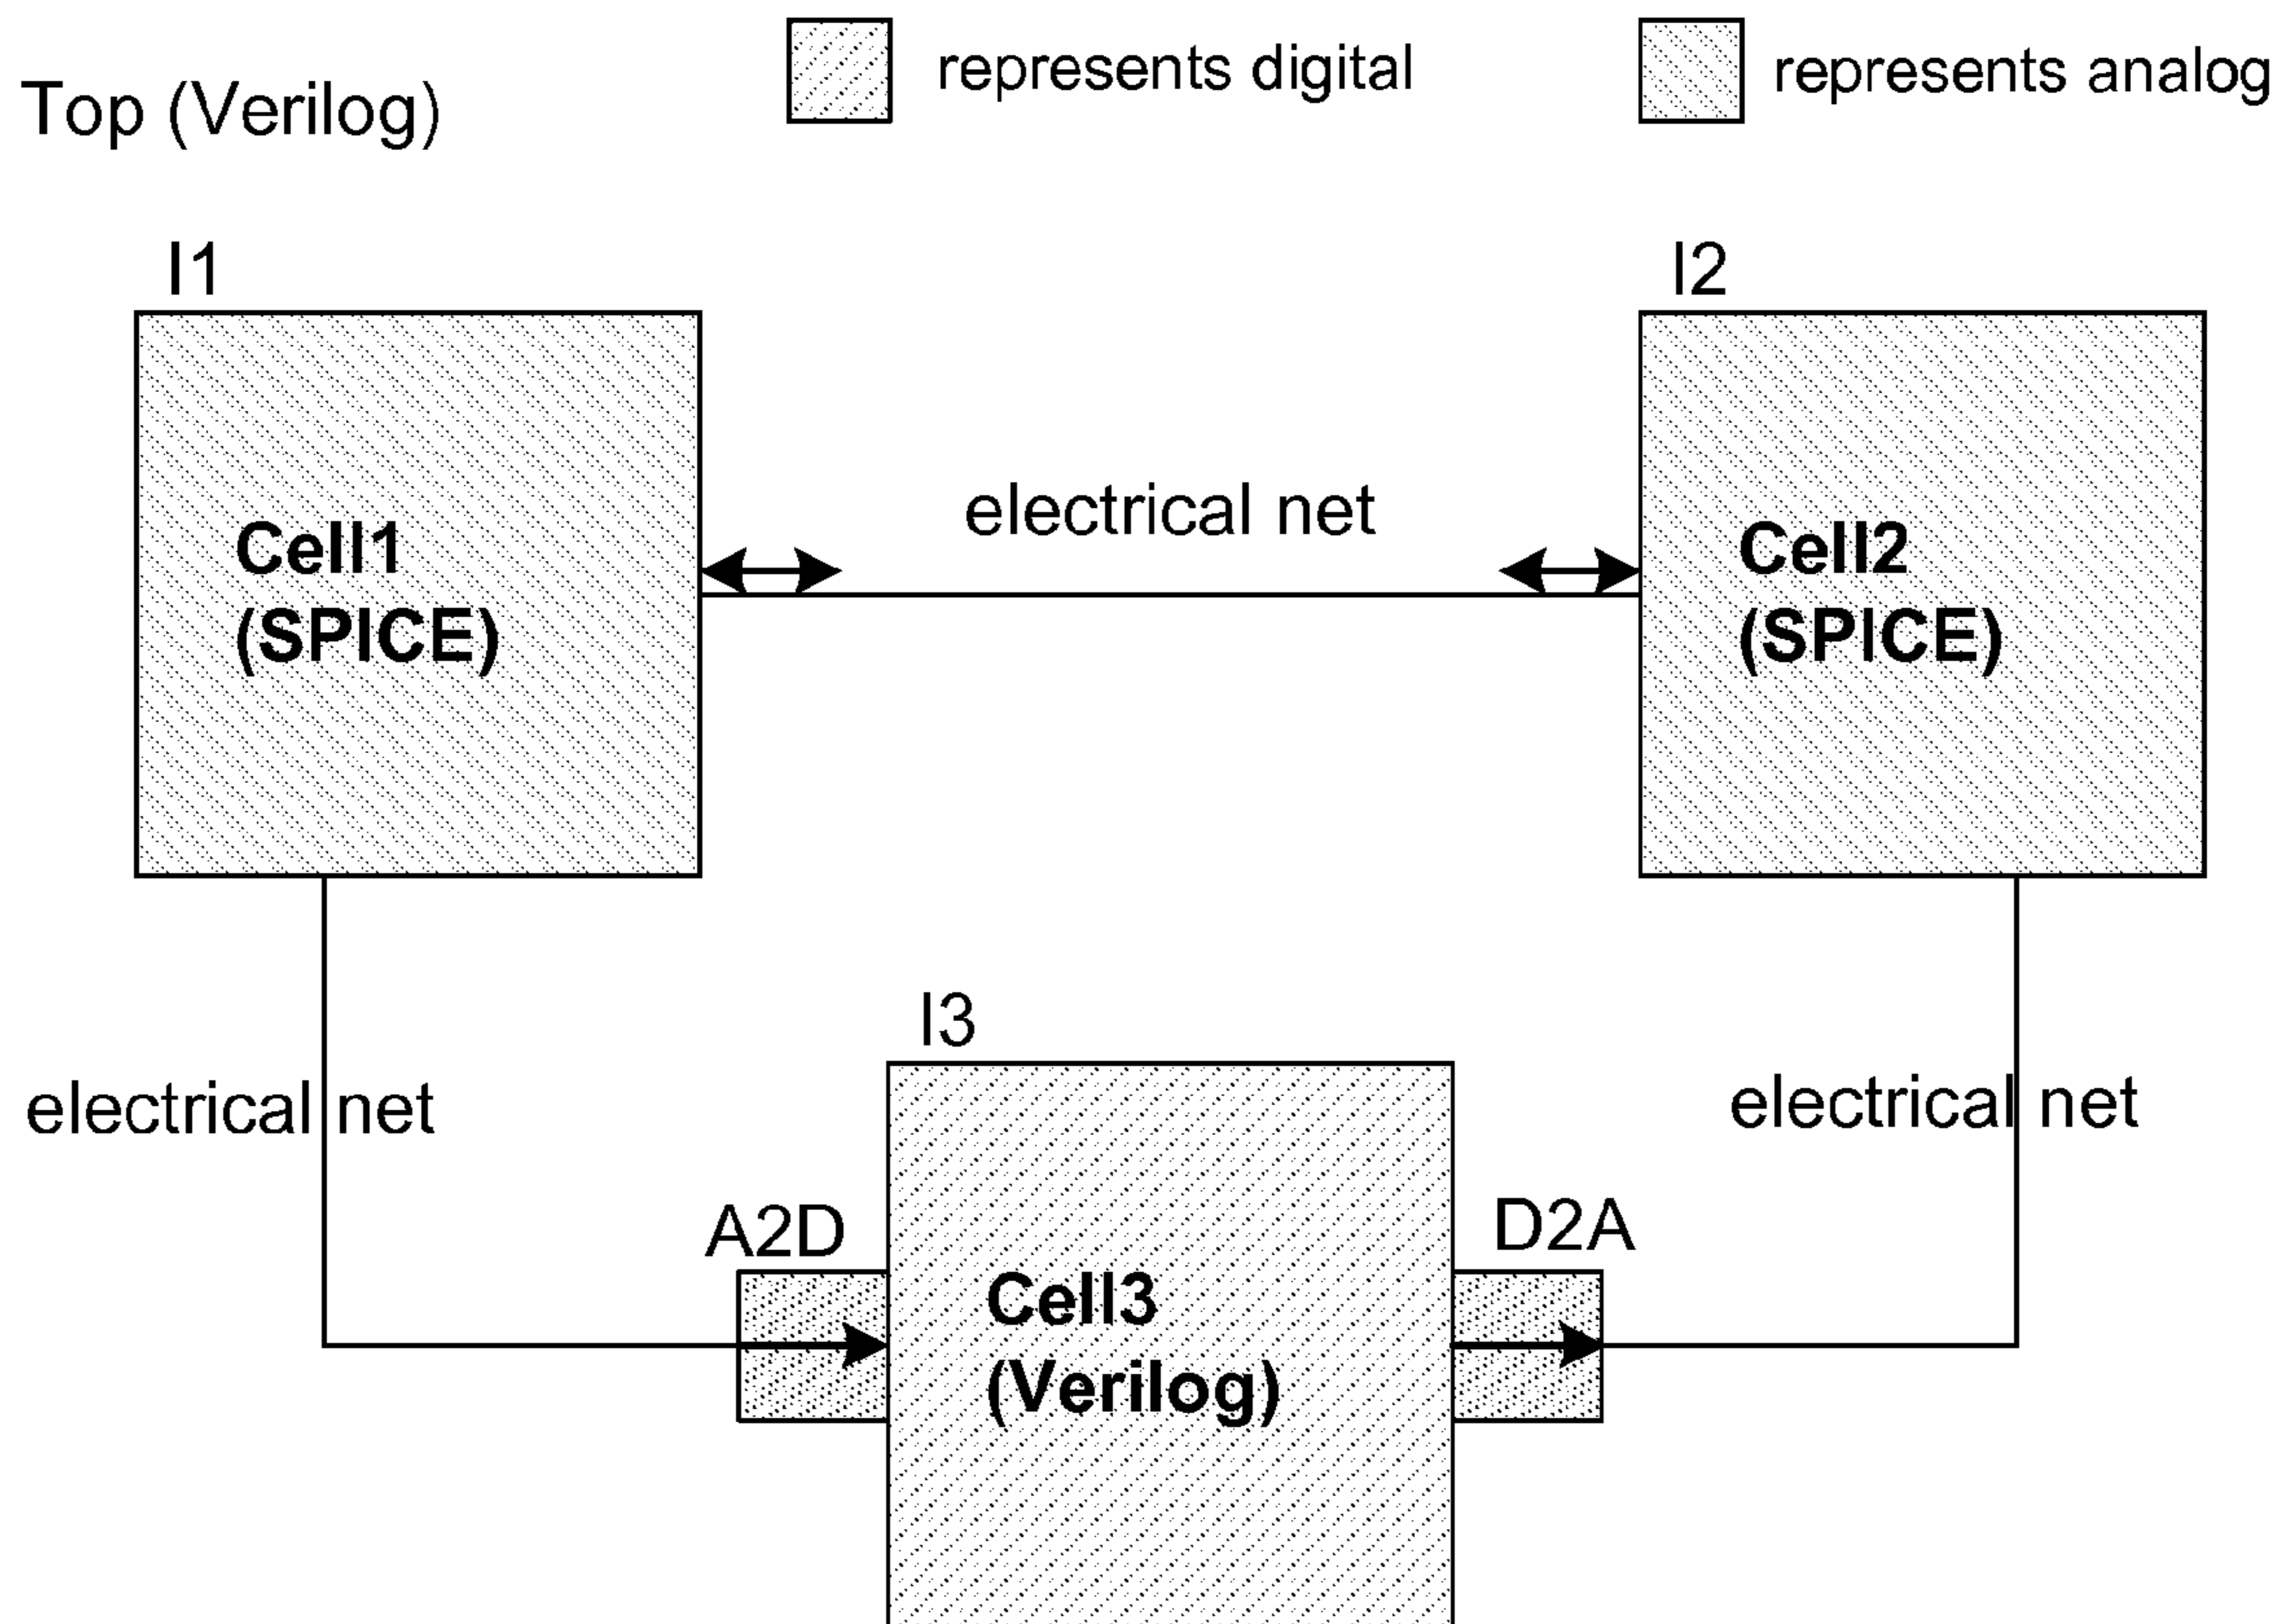 represents digital
represents analog
Top (Verilog)
I1
I2
electrical net
Cell1
(SPICE)
Cell2
(SPICE)
I3
electrical net
electrical net
A2D
D2A
Cell3
(Verilog)